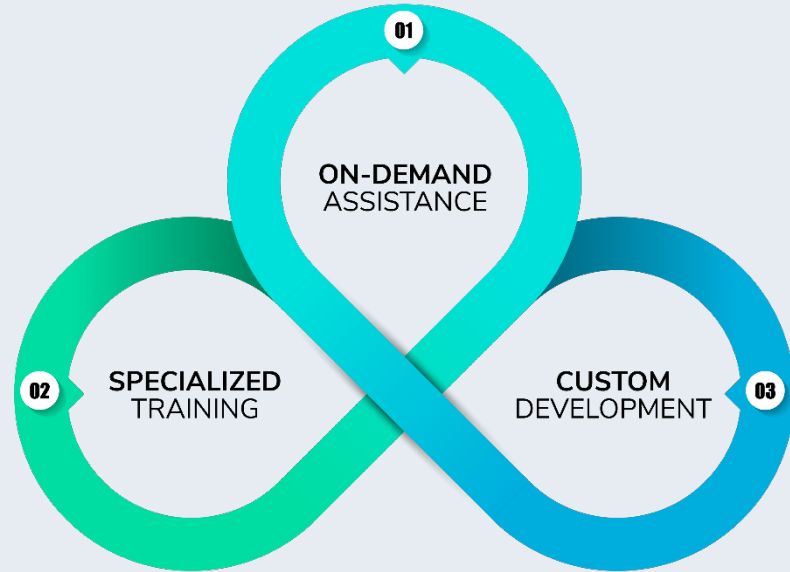 01
ON-DEMAND
ASSISTANCE
02
SPECIALIZED
TRAINING
CUSTOM
DEVELOPMENT
03